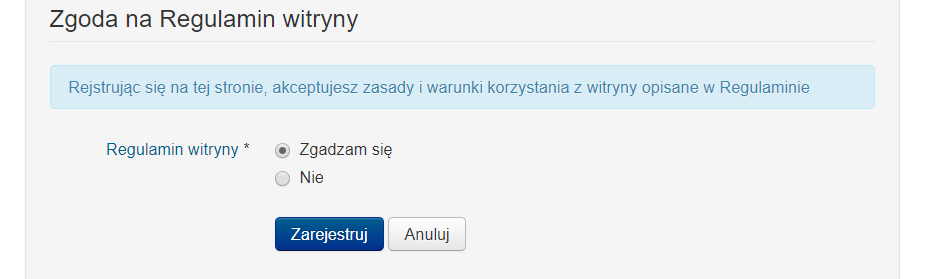 Zgoda na Regulamin witryny
Rejstrując się na tej stronie, akceptujesz zasady i warunki korzystania z witryny opisane w Regulaminie
Regulamin witryny * Zgadzam się
Nie
Zarejestruj Anuluj